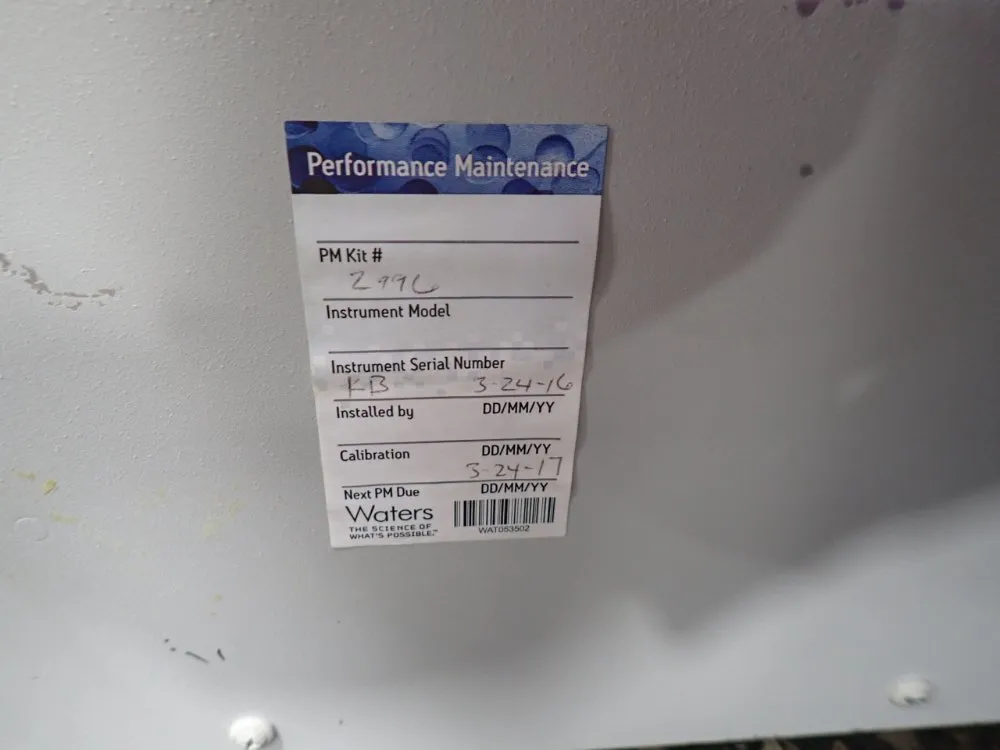 Performance Maintenance
PM Kit #
2996
Instrument Model
Instrument Serial Number
KB 3-24-16
Installed by DD/MM/YY
Calibration DD/MM/YY
3-24-17
Next PM Due DD/MM/YY
Waters
THE SCIENCE OF
WHAT'S POSSIBLE.™
WAT053502